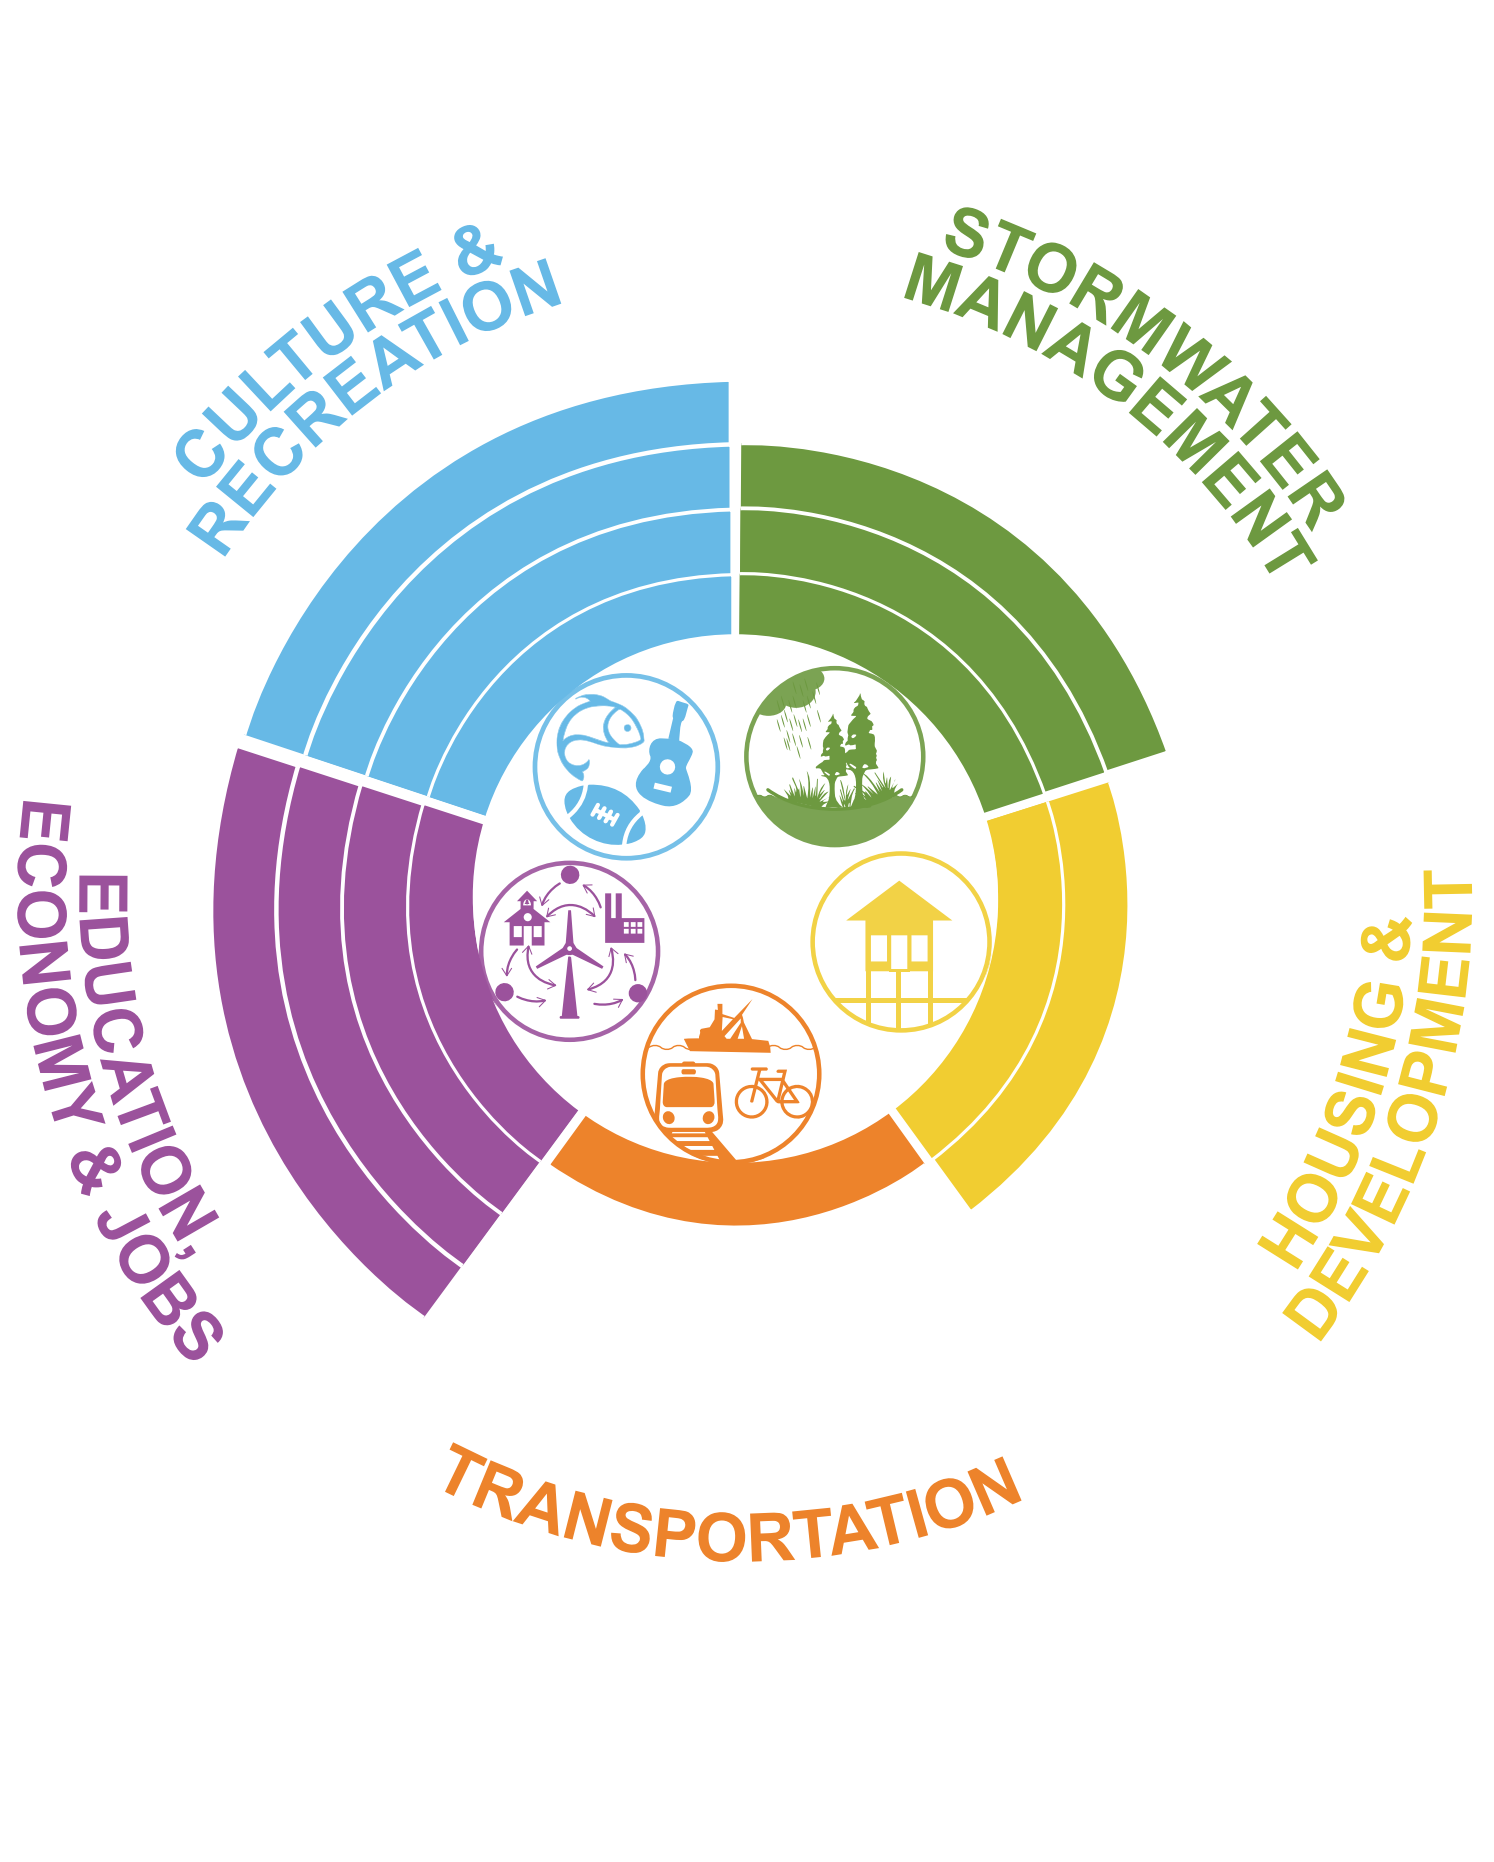 CULTURE &
RECREATION
STORMWATER
MANAGEMENT
EDUCATION,
ECONOMY & JOBS
HOUSING &
DEVELOPMENT
TRANSPORTATION